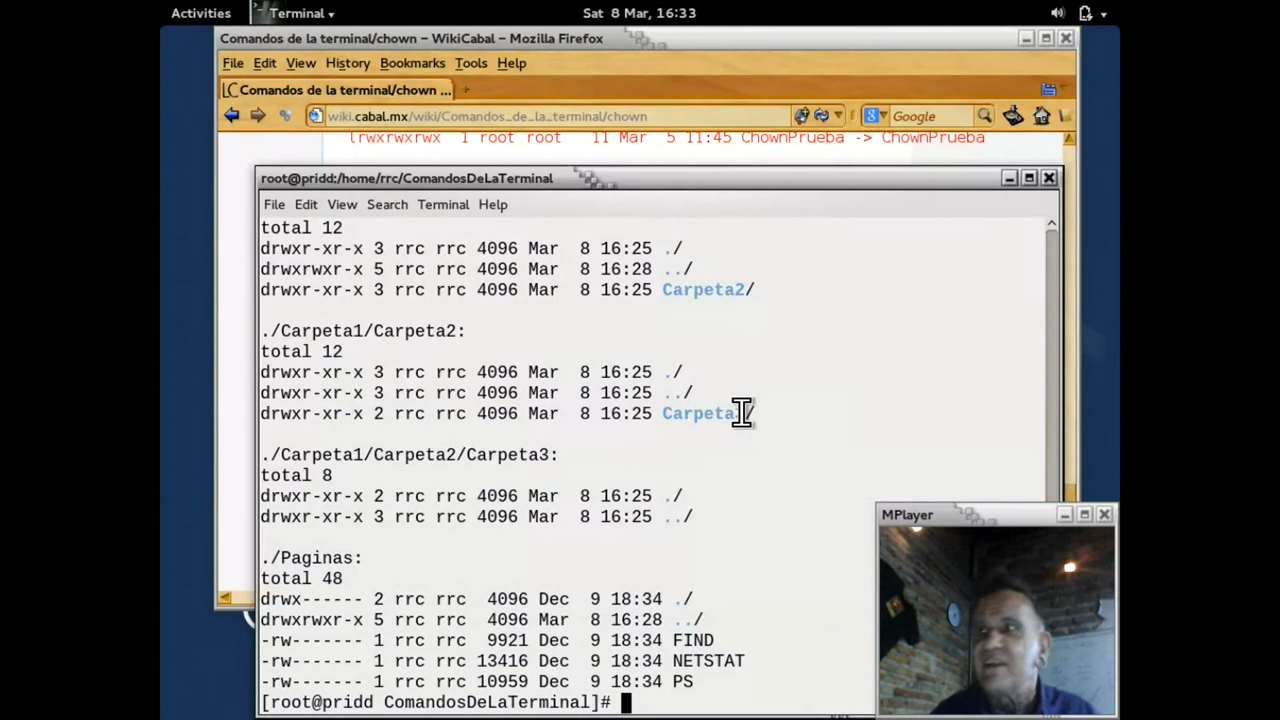 Activities Terminal Sat 8 Mar, 16:33
Comandos de la terminal/chown – WikiCabal – Mozilla Firefox
File Edit View History Bookmarks Tools Help
Comandos de la terminal/chown ...
wiki.cabal.mx/wiki/Comandos_de_la_terminal/chown Google
lrwxrwxrwx 1 root root 11 Mar 5 11:45 ChownPrueba -> ChownPrueba
root@pridd:/home/rrc/ComandosDeLaTerminal
File Edit View Search Terminal Help
total 12
drwxr-xr-x 3 rrc rrc 4096 Mar 8 16:25 ./
drwxrwxr-x 5 rrc rrc 4096 Mar 8 16:28 ../
drwxr-xr-x 3 rrc rrc 4096 Mar 8 16:25 Carpeta2/
./Carpeta1/Carpeta2:
total 12
drwxr-xr-x 3 rrc rrc 4096 Mar 8 16:25 ./
drwxr-xr-x 3 rrc rrc 4096 Mar 8 16:25 ../
drwxr-xr-x 2 rrc rrc 4096 Mar 8 16:25 Carpeta3/
./Carpeta1/Carpeta2/Carpeta3:
total 8
drwxr-xr-x 2 rrc rrc 4096 Mar 8 16:25 ./
drwxr-xr-x 3 rrc rrc 4096 Mar 8 16:25 ../
./Paginas:
total 48
drwx------ 2 rrc rrc 4096 Dec 9 18:34 ./
drwxrwxr-x 5 rrc rrc 4096 Mar 8 16:28 ../
-rw------- 1 rrc rrc 9921 Dec 9 18:34 FIND
-rw------- 1 rrc rrc 13416 Dec 9 18:34 NETSTAT
-rw------- 1 rrc rrc 10959 Dec 9 18:34 PS
[root@pridd ComandosDeLaTerminal]#
MPlayer